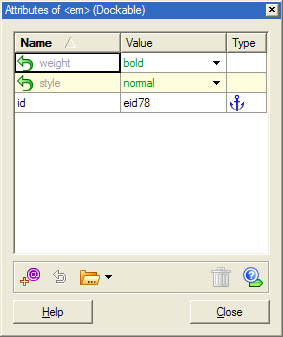 Attributes of <em> (Dockable)
Name Value Type
weight bold
style normal
id eid78
Help Close